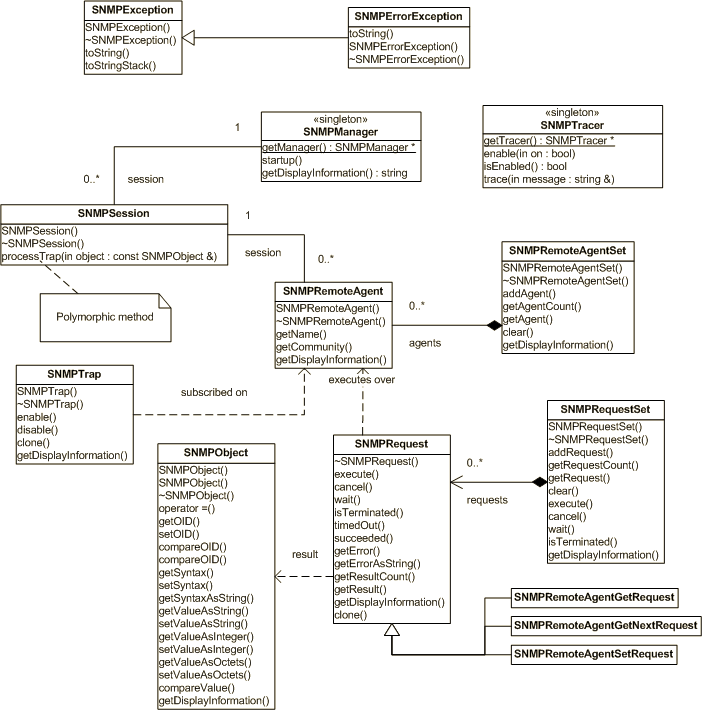 SNMPException
SNMPException()
~SNMPException()
toString()
toStringStack()
SNMPErrorException
toString()
SNMPErrorException()
~SNMPErrorException()
«singleton»
SNMPManager
getManager() : SNMPManager *
startup()
getDisplayInformation() : string
«singleton»
SNMPTracer
getTracer() : SNMPTracer *
enable(in on : bool)
isEnabled() : bool
trace(in message : string &)
1
0..*
session
SNMPSession
SNMPSession()
~SNMPSession()
processTrap(in object : const SNMPObject &)
1
session
0..*
Polymorphic method
SNMPRemoteAgent
SNMPRemoteAgent()
~SNMPRemoteAgent()
getName()
getCommunity()
getDisplayInformation()
0..*
agents
SNMPRemoteAgentSet
SNMPRemoteAgentSet()
~SNMPRemoteAgentSet()
addAgent()
getAgentCount()
getAgent()
clear()
getDisplayInformation()
SNMPTrap
SNMPTrap()
~SNMPTrap()
enable()
disable()
clone()
getDisplayInformation()
subscribed on
executes over
SNMPObject
SNMPObject()
SNMPObject()
~SNMPObject()
operator =()
getOID()
setOID()
compareOID()
compareOID()
getSyntax()
setSyntax()
getSyntaxAsString()
getValueAsString()
setValueAsString()
getValueAsInteger()
setValueAsInteger()
getValueAsOctets()
setValueAsOctets()
compareValue()
getDisplayInformation()
result
SNMPRequest
~SNMPRequest()
execute()
cancel()
wait()
isTerminated()
timedOut()
succeeded()
getError()
getErrorAsString()
getResultCount()
getResult()
getDisplayInformation()
clone()
0..*
requests
SNMPRequestSet
SNMPRequestSet()
~SNMPRequestSet()
addRequest()
getRequestCount()
getRequest()
clear()
execute()
cancel()
wait()
isTerminated()
getDisplayInformation()
SNMPRemoteAgentGetRequest
SNMPRemoteAgentGetNextRequest
SNMPRemoteAgentSetRequest